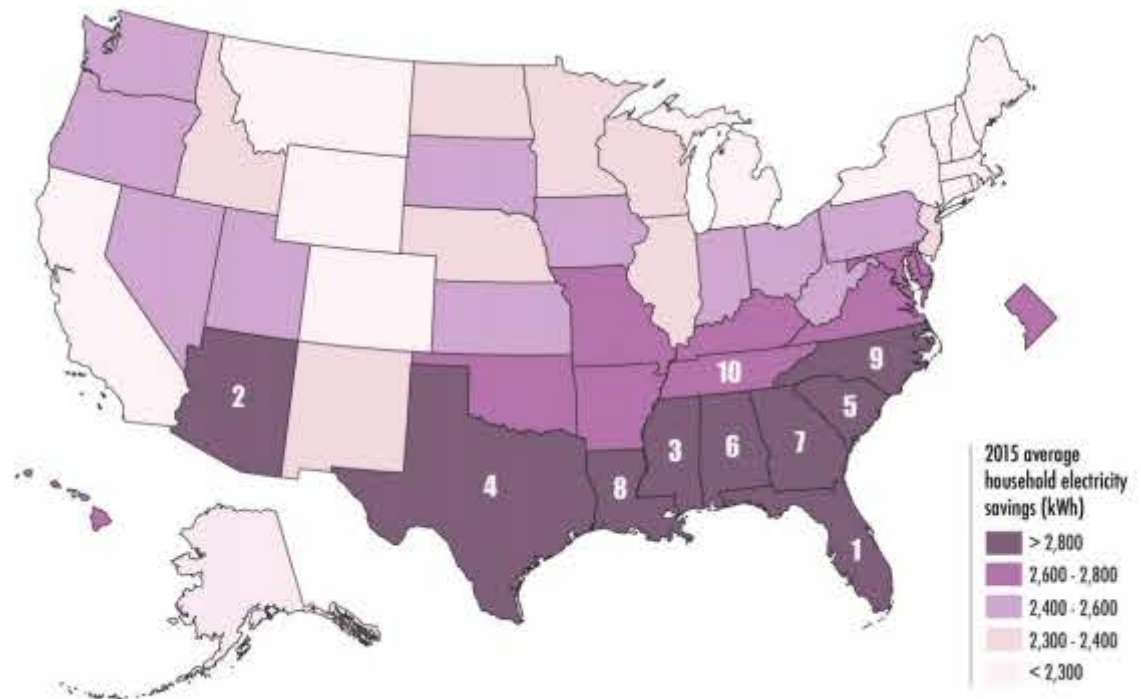 2
10
9
5
3
6
7
4
8
1
2015 average
household electricity
savings (kWh)
> 2,800
2,600 - 2,800
2,400 - 2,600
2,300 - 2,400
< 2,300